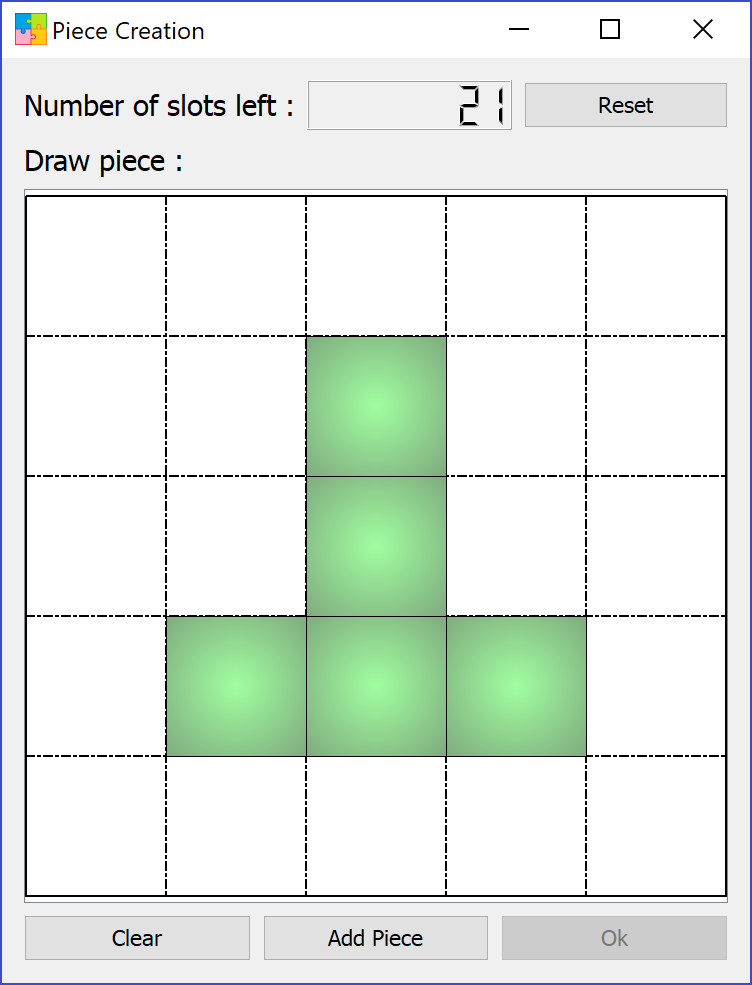 Piece Creation
Number of slots left : 21 Reset
Draw piece :
Clear Add Piece Ok